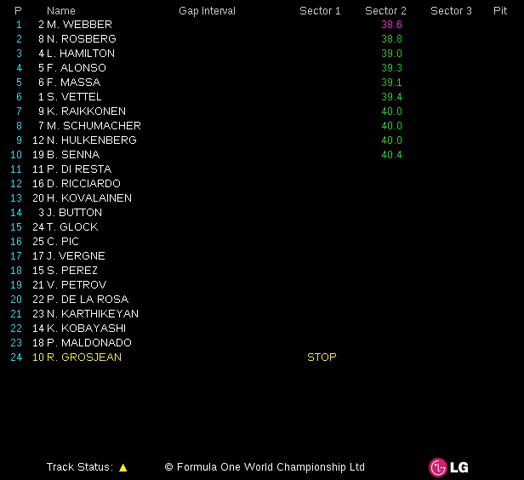 P Name Gap Interval Sector 1 Sector 2 Sector 3 Pit
1 2 M. WEBBER 38.6
2 8 N. ROSBERG 38.8
3 4 L. HAMILTON 39.0
4 5 F. ALONSO 39.3
5 6 F. MASSA 39.1
6 1 S. VETTEL 39.4
7 9 K. RAIKKONEN 40.0
8 7 M. SCHUMACHER 40.0
9 12 N. HULKENBERG 40.0
10 19 B. SENNA 40.4
11 11 P. DI RESTA
12 16 D. RICCIARDO
13 20 H. KOVALAINEN
14 3 J. BUTTON
15 24 T. GLOCK
16 25 C. PIC
17 17 J. VERGNE
18 15 S. PEREZ
19 21 V. PETROV
20 22 P. DE LA ROSA
21 23 N. KARTHIKEYAN
22 14 K. KOBAYASHI
23 18 P. MALDONADO
24 10 R. GROSJEAN STOP
Track Status: ▲ © Formula One World Championship Ltd LG